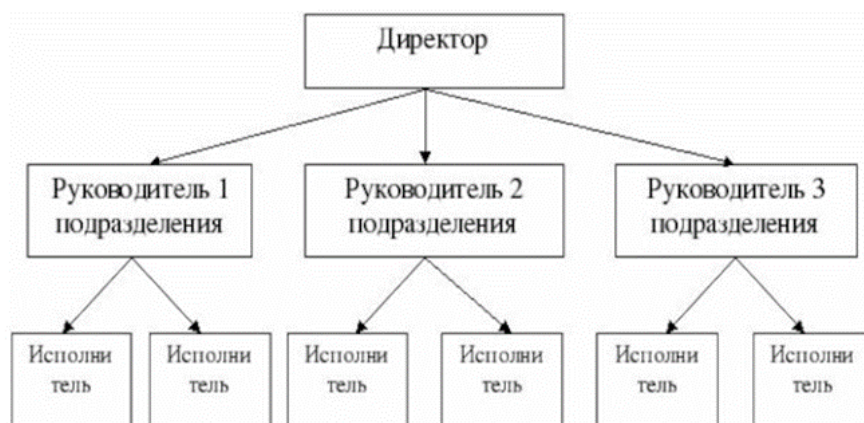 Директор
Руководитель 1
подразделения
Руководитель 2
подразделения
Руководитель 3
подразделения
Исполни
тель
Исполни
тель
Исполни
тель
Исполни
тель
Исполни
тель
Исполни
тель